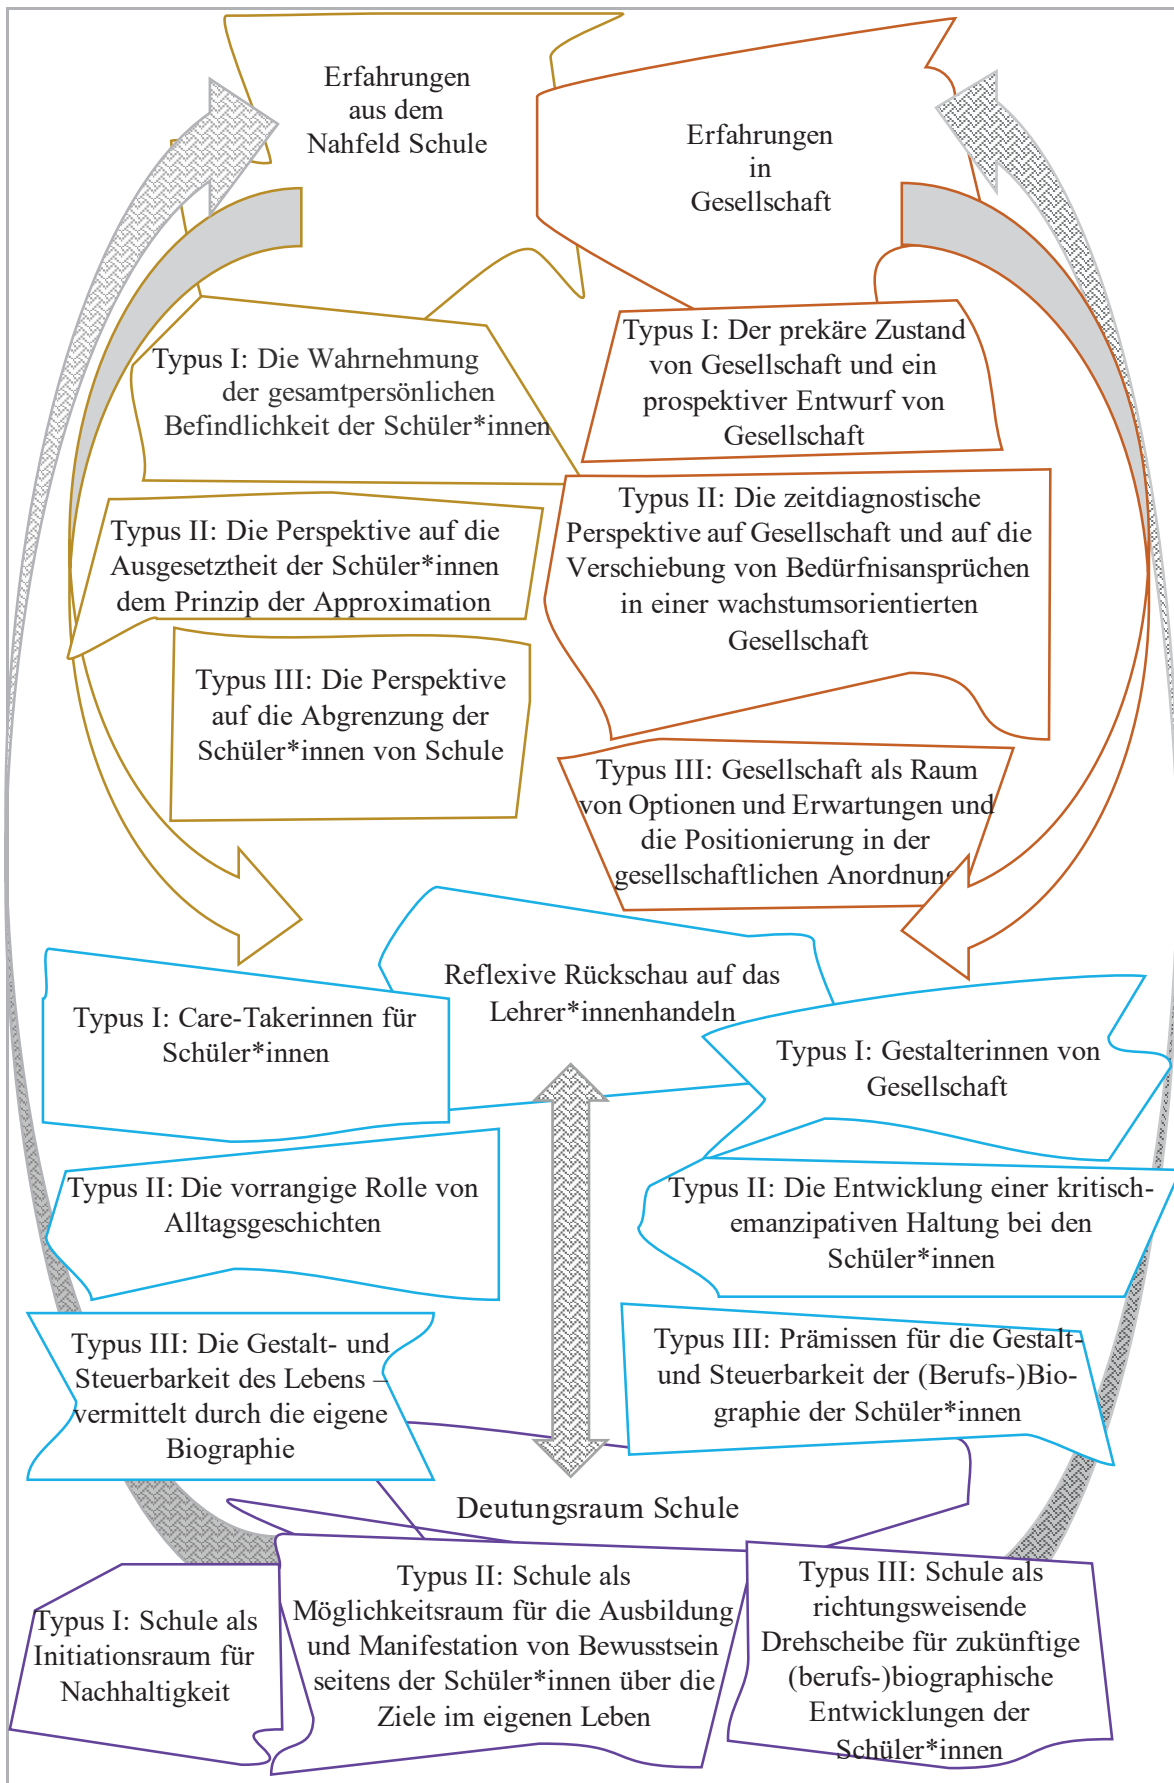 Erfahrungen
aus dem
Nahfeld Schule
Erfahrungen
in
Gesellschaft
Typus I: Die Wahrnehmung
der gesamtpersönlichen
Befindlichkeit der Schüler*innen
Typus II: Die Perspektive auf die
Ausgesetztheit der Schüler*innen
dem Prinzip der Approximation
Typus III: Die Perspektive
auf die Abgrenzung der
Schüler*innen von Schule
Typus I: Der prekäre Zustand
von Gesellschaft und ein
prospektiver Entwurf von
Gesellschaft
Typus II: Die zeitdiagnostische
Perspektive auf Gesellschaft und auf die
Verschiebung von Bedürfnisansprüchen
in einer wachstumsorientierten
Gesellschaft
Typus III: Gesellschaft als Raum
von Optionen und Erwartungen und
die Positionierung in der
gesellschaftlichen Anordnung
Reflexive Rückschau auf das
Lehrer*innenhandeln
Typus I: Care-Takerinnen für
Schüler*innen
Typus II: Die vorrangige Rolle von
Alltagsgeschichten
Typus III: Die Gestalt- und
Steuerbarkeit des Lebens –
vermittelt durch die eigene
Biographie
Typus I: Gestalterinnen von
Gesellschaft
Typus II: Die Entwicklung einer kritisch-
emanzipativen Haltung bei den
Schüler*innen
Typus III: Prämissen für die Gestalt-
und Steuerbarkeit der (Berufs-)Bio-
graphie der Schüler*innen
Deutungsraum Schule
Typus I: Schule als
Initiationsraum für
Nachhaltigkeit
Typus II: Schule als
Möglichkeitsraum für die Ausbildung
und Manifestation von Bewusstsein
seitens der Schüler*innen über die
Ziele im eigenen Leben
Typus III: Schule als
richtungsweisende
Drehscheibe für zukünftige
(berufs-)biographische
Entwicklungen der
Schüler*innen